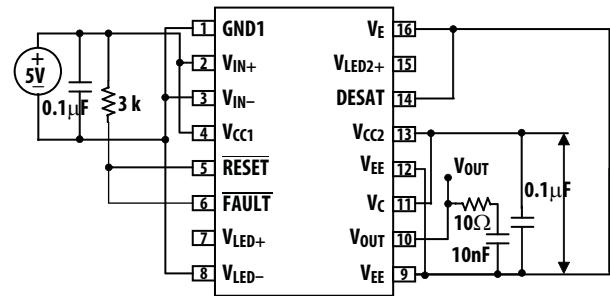 5V
0.1µF
3 k
1 GND1
2 VIN+
3 VIN–
4 VCC1
5 RESET
6 FAULT
7 VLED+
8 VLED–
VE 16
VLED2+ 15
DESAT 14
VCC2 13
VEE 12
VC 11
VOUT 10
VEE 9
VOUT
10Ω
10nF
0.1µF